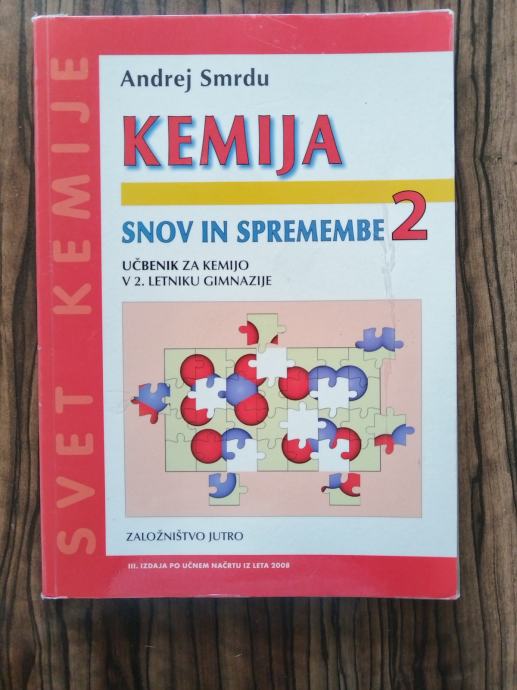 SVET KEMIJE
Andrej Smrdu
KEMIJA
SNOV IN SPREMEMBE 2
UČBENIK ZA KEMIJO
V 2. LETNIKU GIMNAZIJE
ZALOŽNIŠTVO JUTRO
III. IZDAJA PO UČNEM NAČRTU IZ LETA 2008